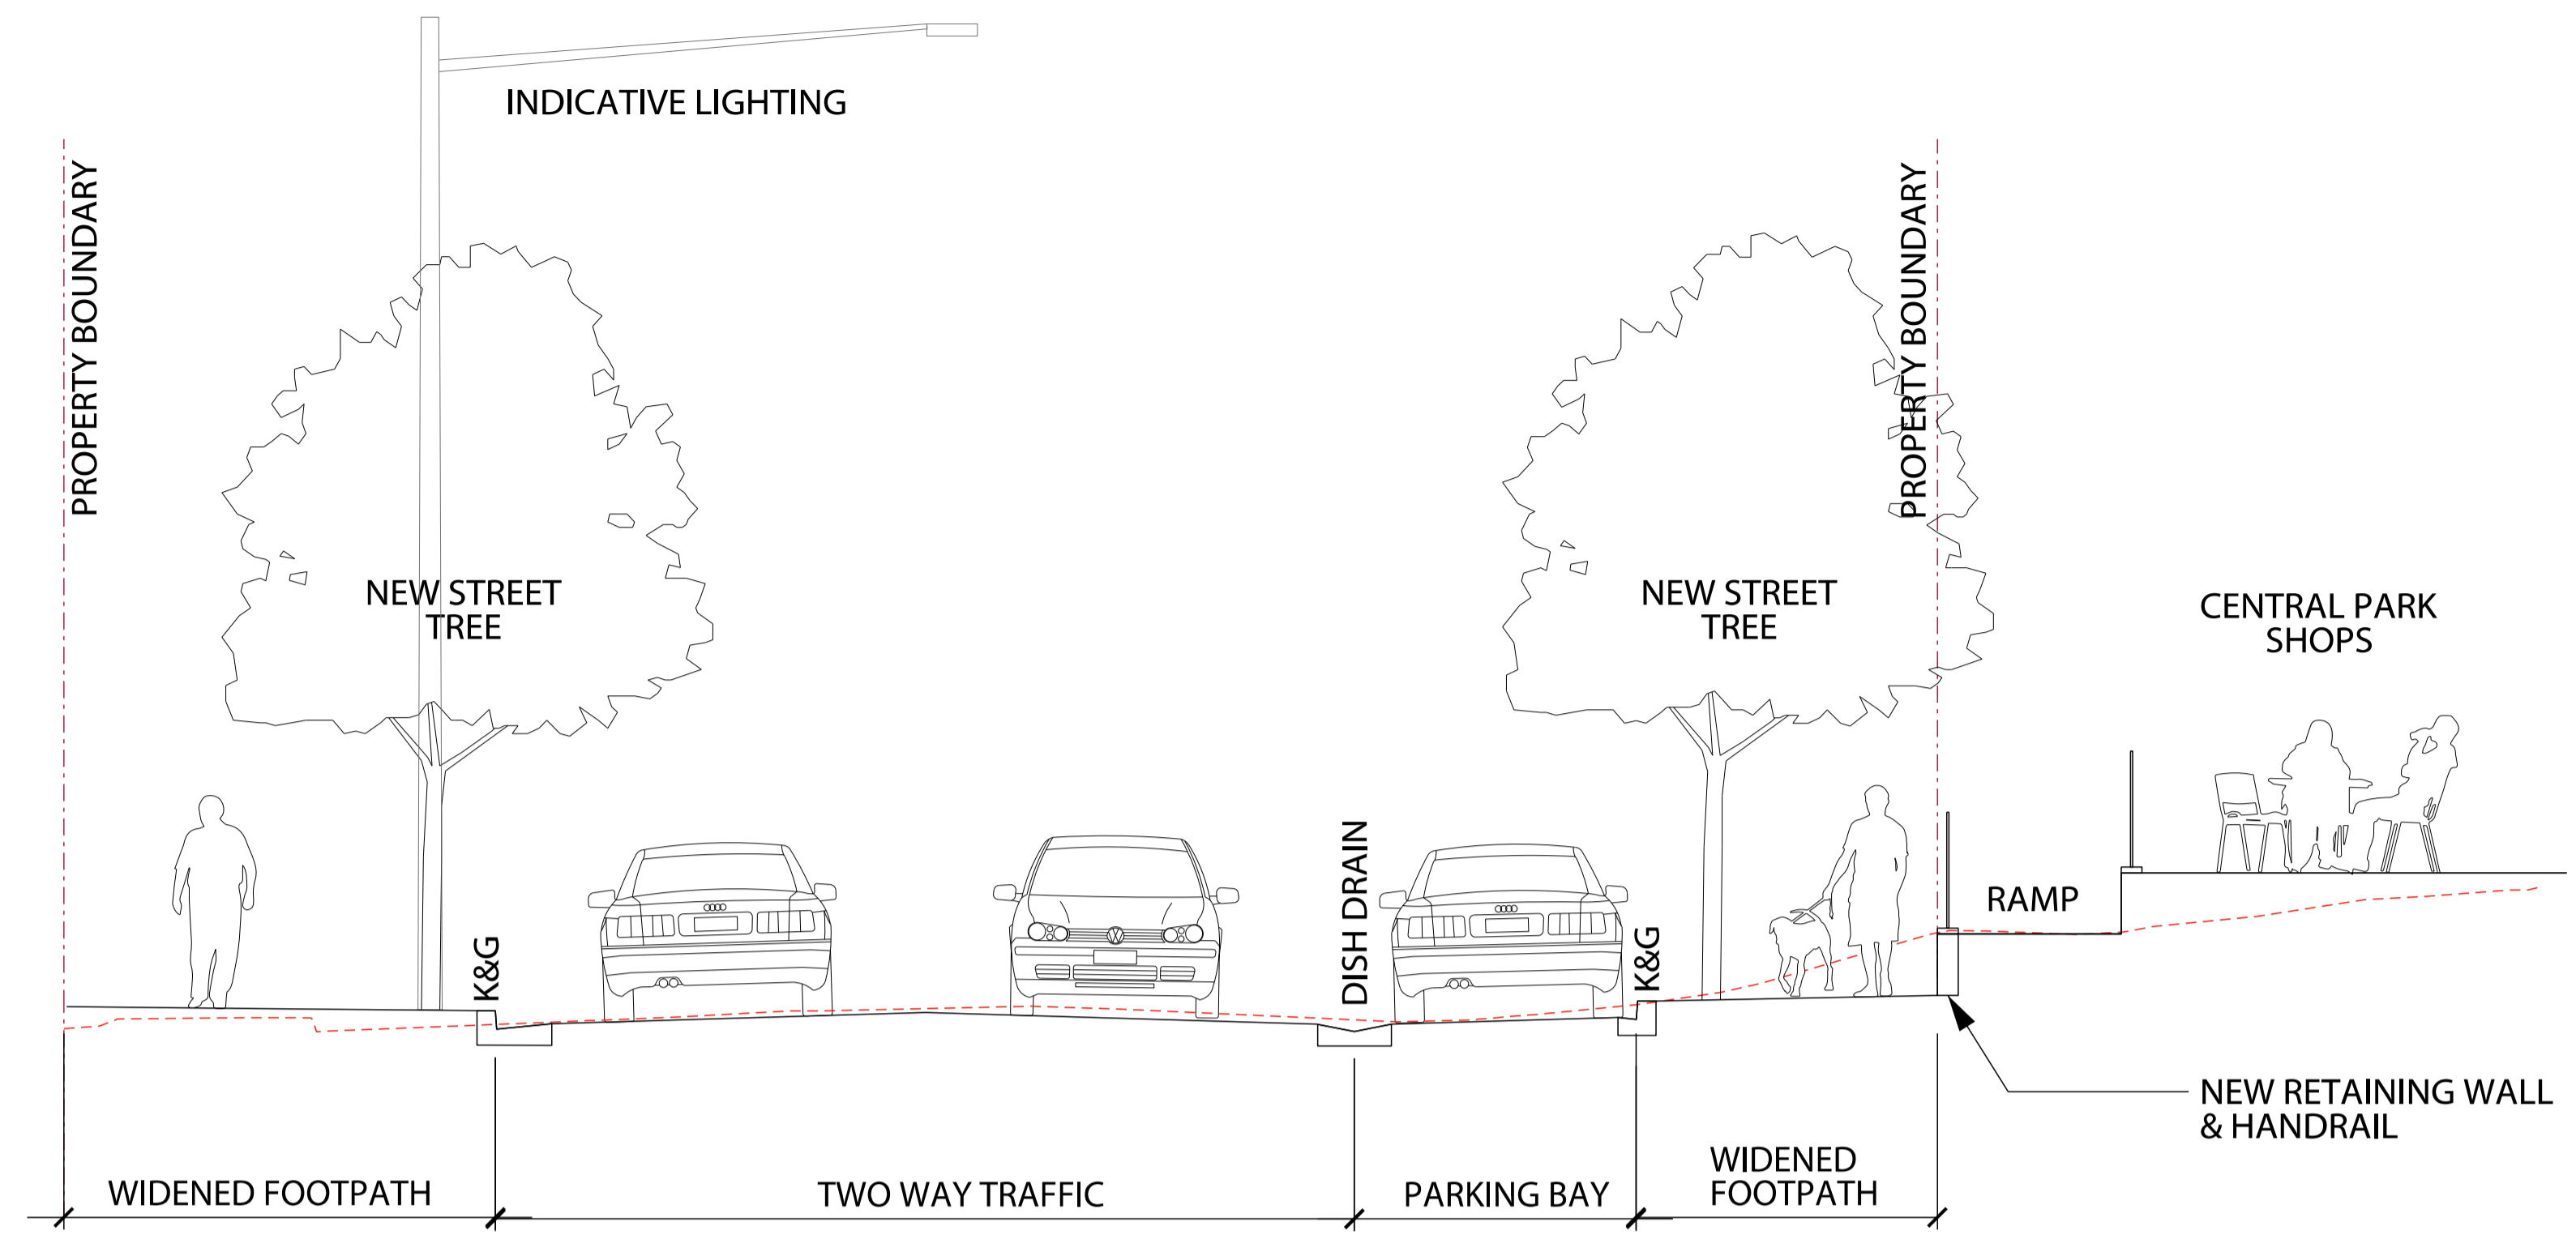 INDICATIVE LIGHTING
PROPERTY BOUNDARY
PROPERTY BOUNDARY
NEW STREET
TREE
NEW STREET
TREE
CENTRAL PARK
SHOPS
K&G
DISH DRAIN
K&G
RAMP
NEW RETAINING WALL
& HANDRAIL
WIDENED FOOTPATH
TWO WAY TRAFFIC
PARKING BAY
WIDENED
FOOTPATH